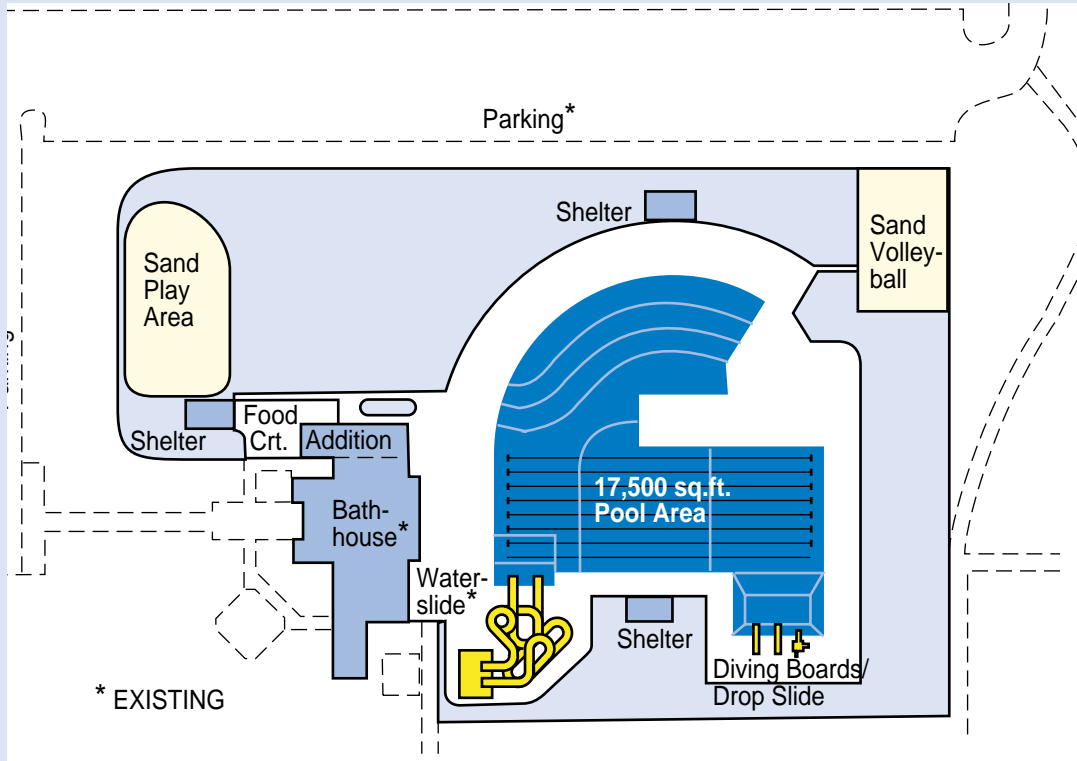 Parking*
Shelter
Sand
Volley-
ball
Sand
Play
Area
Food
Crt.
Shelter
Addition
17,500 sq.ft.
Pool Area
Bath-
house*
Water-
slide*
Shelter
Diving Boards/
Drop Slide
* EXISTING